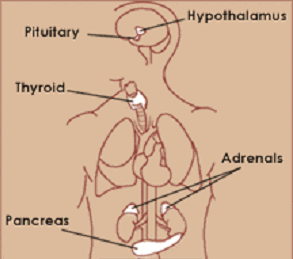 Hypothalamus
Pituitary
Thyroid
Adrenals
Pancreas